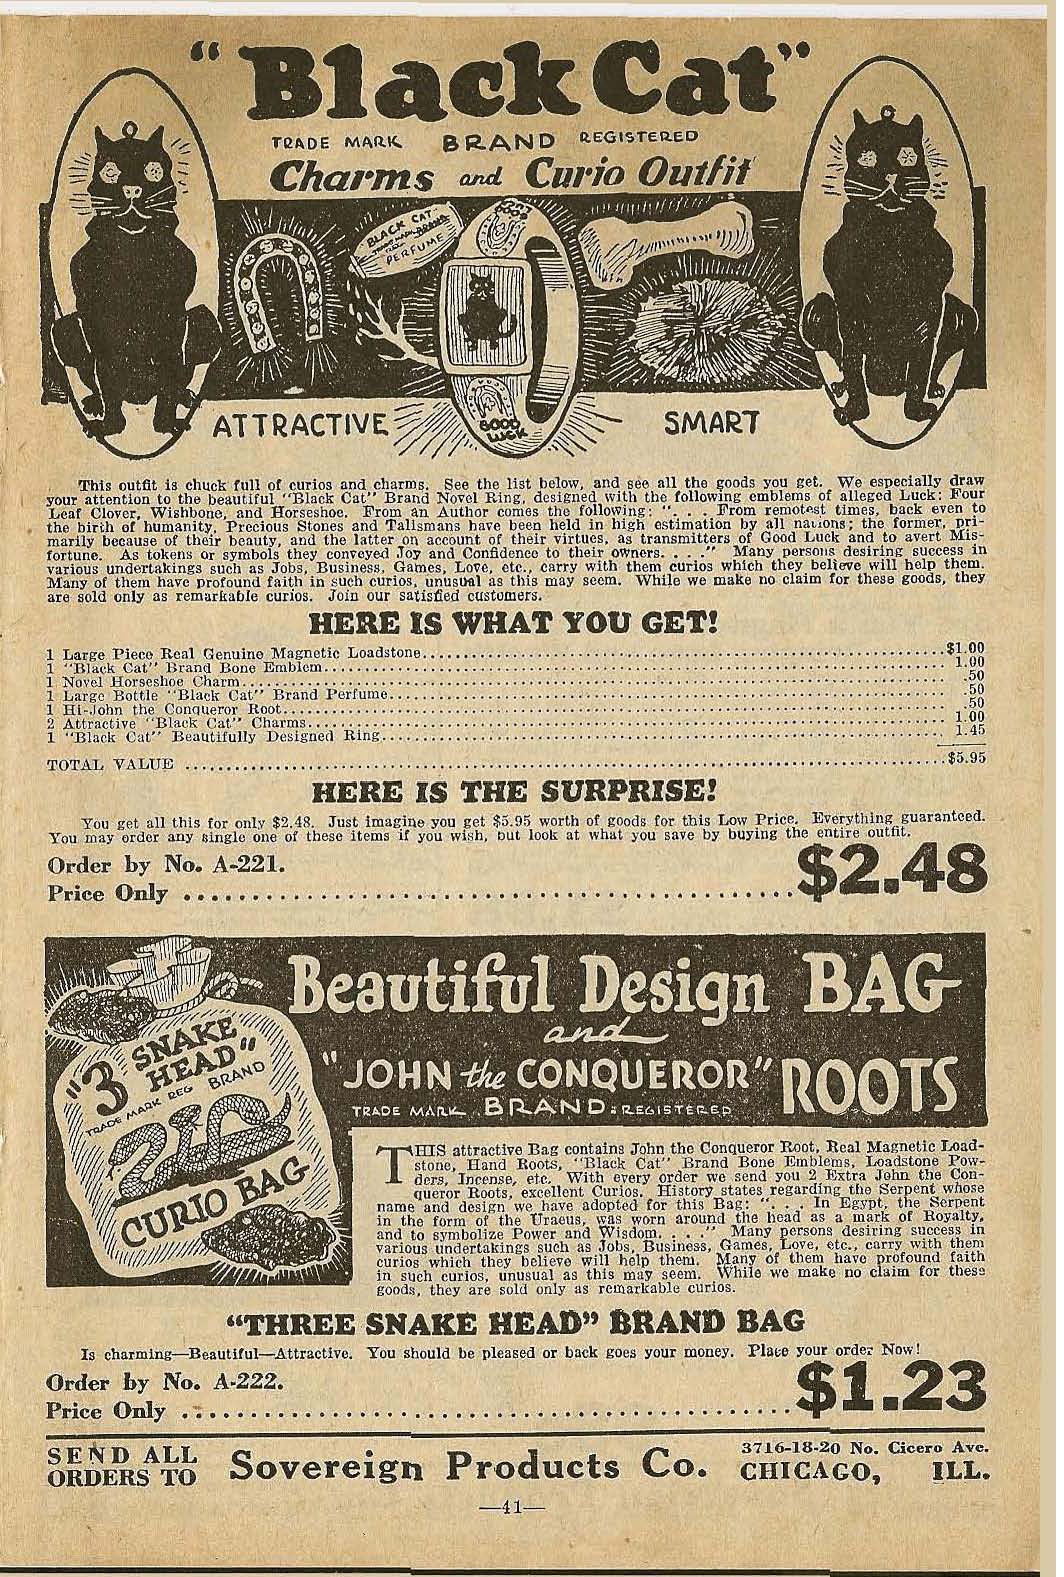 "Black Cat"
TRADE MARK BRAND REGISTERED
Charms and Curio Outfit
BLACK CAT
BRAND
PERFUME
GOOD
LUCK
ATTRACTIVE
SMART
This outfit is chuck full of curios and charms. See the list below, and see all the goods you get. We especially draw
your attention to the beautiful "Black Cat" Brand Novel Ring, designed with the following emblems of alleged Luck: Four
Leaf Clover, Wishbone, and Horseshoe. From an Author comes the following: ". . . From remotest times, back even to
the birth of humanity, Precious Stones and Talismans have been held in high estimation by all nations; the former, pri-
marily because of their beauty, and the latter on account of their virtues, as transmitters of Good Luck and to avert Mis-
fortune. As tokens or symbols they conveyed Joy and Confidence to their owners. . . ." Many persons desiring success in
various undertakings such as Jobs, Business, Games, Love, etc., carry with them curios which they believe will help them.
Many of them have profound faith in such curios, unusual as this may seem. While we make no claim for these goods, they
are sold only as remarkable curios. Join our satisfied customers.
HERE IS WHAT YOU GET!
1 Large Piece Real Genuine Magnetic Loadstone.....$1.00
1 "Black Cat" Brand Bone Emblem.....1.00
1 Novel Horseshoe Charm.....50
1 Large Bottle "Black Cat" Brand Perfume.....50
1 Hi-John the Conqueror Root.....50
2 Attractive "Black Cat" Charms.....1.00
1 "Black Cat" Beautifully Designed Ring.....1.45
TOTAL VALUE .....$5.95
HERE IS THE SURPRISE!
You get all this for only $2.48. Just imagine you get $5.95 worth of goods for this Low Price. Everything guaranteed.
You may order any single one of these items if you wish, but look at what you save by buying the entire outfit.
Order by No. A-221.
Price Only .....$2.48
"3 SNAKE
HEAD"
TRADE MARK REG BRAND
CURIO BAG
Beautiful Design BAG
and
"JOHN the CONQUEROR" ROOTS
TRADE MARK BRAND: REGISTERED
THIS attractive Bag contains John the Conqueror Root, Real Magnetic Load-
stone, Hand Roots, "Black Cat" Brand Bone Emblems, Loadstone Pow-
ders, Incense, etc. With every order we send you 2 Extra John the Con-
queror Roots, excellent Curios. History states regarding the Serpent whose
name and design we have adopted for this Bag: ". . . In Egypt, the Serpent
in the form of the Uraeus, was worn around the head as a mark of Royalty,
and to symbolize Power and Wisdom. . . ." Many persons desiring success in
various undertakings such as Jobs, Business, Games, Love, etc., carry with them
curios which they believe will help them. Many of them have profound faith
in such curios, unusual as this may seem. While we make no claim for these
goods, they are sold only as remarkable curios.
"THREE SNAKE HEAD" BRAND BAG
Is charming—Beautiful—Attractive. You should be pleased or back goes your money. Place your order Now!
Order by No. A-222.
Price Only .....$1.23
SEND ALL
ORDERS TO
Sovereign Products Co.
3716-18-20 No. Cicero Ave.
CHICAGO, ILL.
—41—